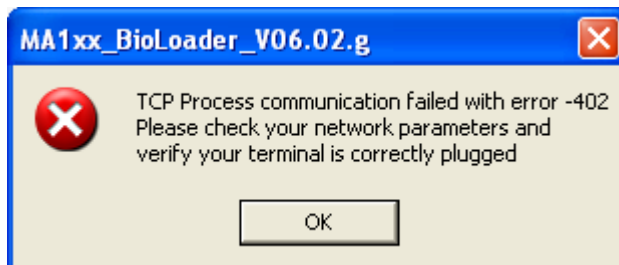 MA1xx_BioLoader_V06.02.g
TCP Process communication failed with error -402
Please check your network parameters and
verify your terminal is correctly plugged
OK